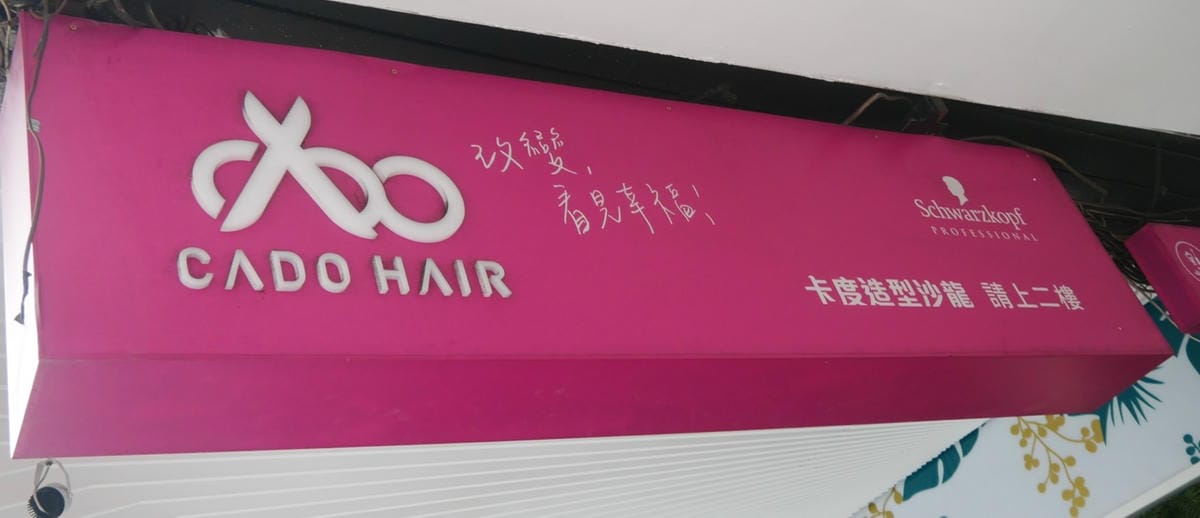 CADO HAIR
改變,
看見幸福!
Schwarzkopf
PROFESSIONAL
卡度造型沙龍 請上二樓